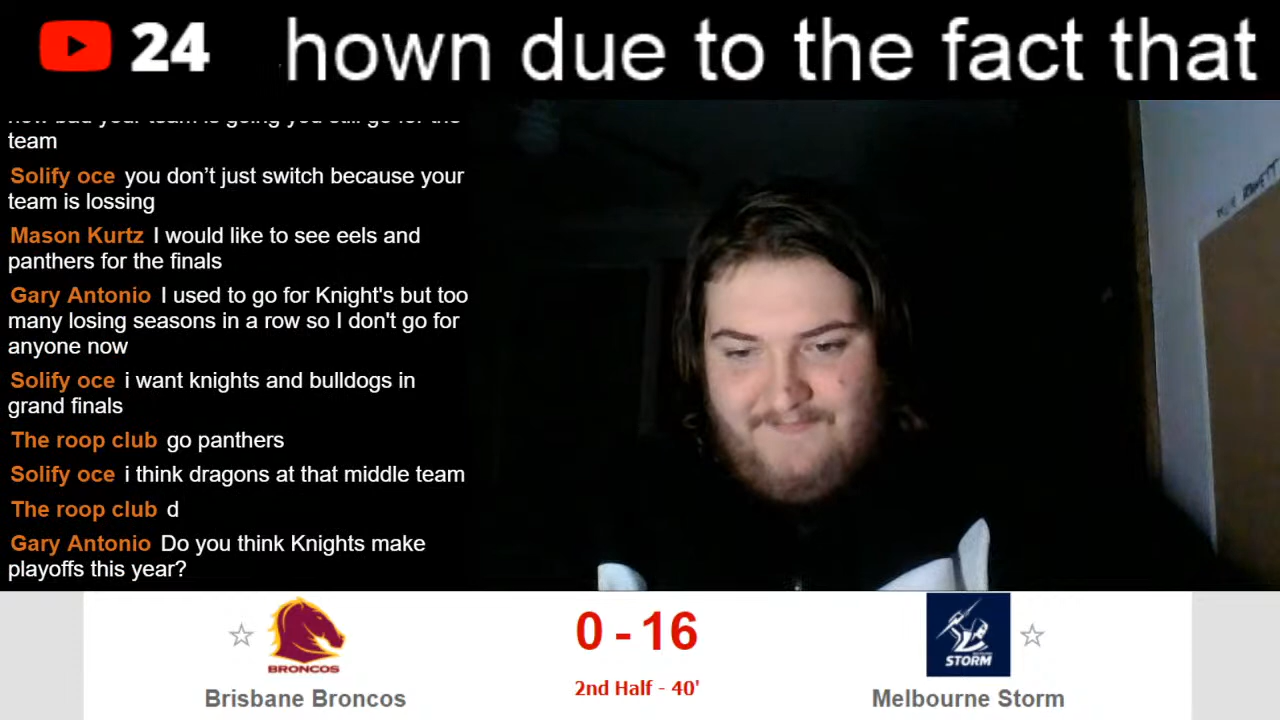 24 hown due to the fact that
team
Solify oce you don’t just switch because your
team is lossing
Mason Kurtz I would like to see eels and
panthers for the finals
Gary Antonio I used to go for Knight's but too
many losing seasons in a row so I don't go for
anyone now
Solify oce i want knights and bulldogs in
grand finals
The roop club go panthers
Solify oce i think dragons at that middle team
The roop club d
Gary Antonio Do you think Knights make
playoffs this year?
BRONCOS
0 - 16
STORM
2nd Half - 40'
Brisbane Broncos
Melbourne Storm